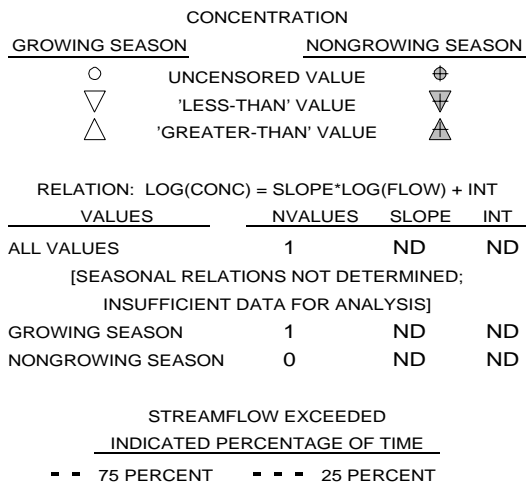 CONCENTRATION
GROWING SEASON NONGROWING SEASON
UNCENSORED VALUE
'LESS-THAN' VALUE
'GREATER-THAN' VALUE
RELATION: LOG(CONC) = SLOPE*LOG(FLOW) + INT
VALUES NVALUES SLOPE INT
ALL VALUES 1 ND ND
[SEASONAL RELATIONS NOT DETERMINED;
INSUFFICIENT DATA FOR ANALYSIS]
GROWING SEASON 1 ND ND
NONGROWING SEASON 0 ND ND
STREAMFLOW EXCEEDED
INDICATED PERCENTAGE OF TIME
75 PERCENT 25 PERCENT